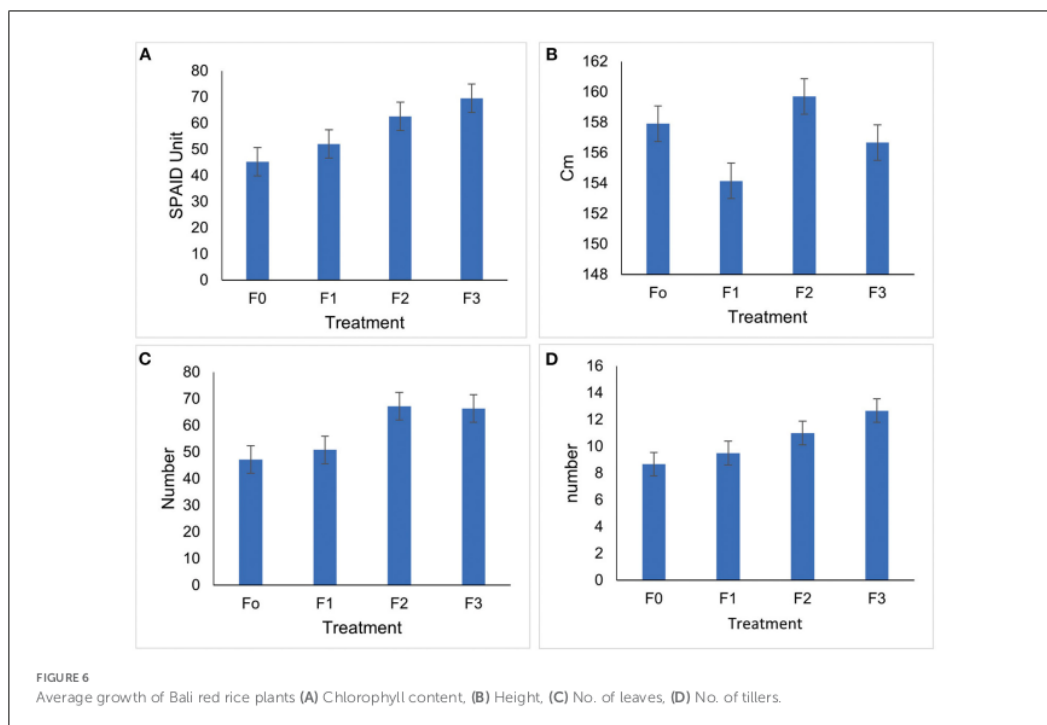 A
SPAID Unit
80
70
60
50
40
30
20
10
0
F0 F1 F2 F3
Treatment
B
Cm
162
160
158
156
154
152
150
148
Fo F1 F2 F3
Treatment
C
Number
80
70
60
50
40
30
20
10
0
Fo F1 F2 F3
Treatment
D
number
16
14
12
10
8
6
4
2
0
F0 F1 F2 F3
Treatment
FIGURE 6
Average growth of Bali red rice plants (A) Chlorophyll content, (B) Height, (C) No. of leaves, (D) No. of tillers.